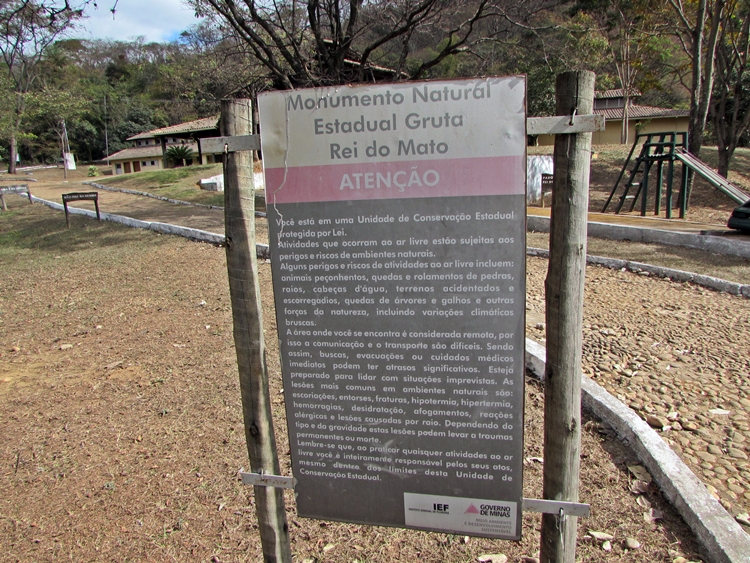 Monumento Natural
Estadual Gruta
Rei do Mato
ATENÇÃO
Você está em uma Unidade de Conservação Estadual
protegida por Lei.
Atividades que ocorram ao ar livre estão sujeitas aos
perigos e riscos de ambientes naturais.
Alguns perigos e riscos de atividades ao ar livre incluem:
animais peçonhentos, quedas e rolamentos de pedras,
raios, cabeças d'água, terrenos acidentados e
escorregadios, quedas de árvores e galhos e outras
forças da natureza, incluindo variações climáticas
bruscas.
A área onde você se encontra é considerada remota, por
isso a comunicação e o transporte são difíceis. Sendo
assim, buscas, evacuações ou cuidados médicos
imediatos podem ter atrasos significativos. Esteja
preparado para lidar com situações imprevistas. As
lesões mais comuns em ambientes naturais são:
escoriações, entorses, fraturas, hipotermia, hipertermia,
hemorragias, desidratação, afogamentos, reações
alérgicas e lesões causadas por raio. Dependendo do
tipo e da gravidade estas lesões podem levar a traumas
permanentes ou morte.
Lembre-se que, ao praticar quaisquer atividades ao ar
livre você é inteiramente responsável pelos seus atos,
mesmo dentro dos limites desta Unidade de
Conservação Estadual.
IEF
GOVERNO
DE MINAS
MEIO AMBIENTE
E DESENVOLVIMENTO
SUSTENTÁVEL